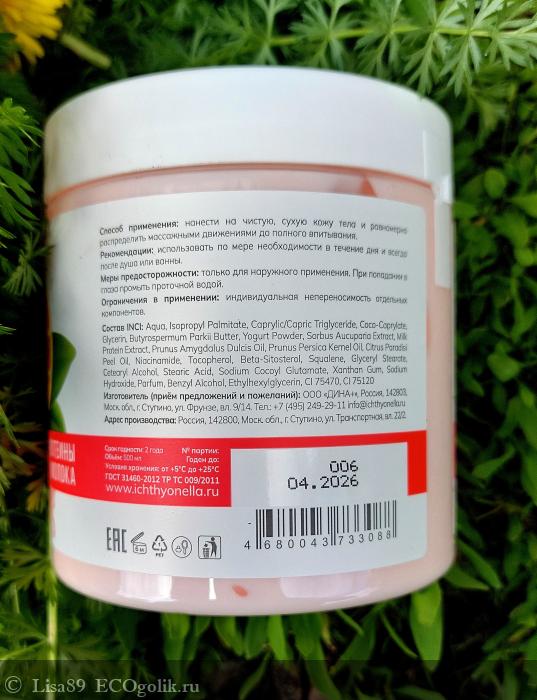 Способ применения: нанести на чистую, сухую кожу тела и равномерно
распределить массажными движениями до полного впитывания.
Рекомендации: использовать по мере необходимости в течение дня и всегда
после душа или ванны.
Меры предосторожности: только для наружного применения. При попадании в
глаза промыть проточной водой.
Ограничения в применении: индивидуальная непереносимость отдельных
компонентов.
Состав INCI: Aqua, Isopropyl Palmitate, Caprylic/Capric Triglyceride, Coco-Caprylate,
Glycerin, Butyrospermum Parkii Butter, Yogurt Powder, Sorbus Aucuparia Extract, Milk
Protein Extract, Prunus Amygdalus Dulcis Oil, Prunus Persica Kernel Oil, Citrus Paradisi
Peel Oil, Niacinamide, Tocopherol, Beta-Sitosterol, Squalene, Glyceryl Stearate,
Cetearyl Alcohol, Stearic Acid, Sodium Cocoyl Glutamate, Xanthan Gum, Sodium
Hydroxide, Parfum, Benzyl Alcohol, Ethylhexylglycerin, CI 75470, CI 75120
Изготовитель (приём предложений и пожеланий): ООО «ДИНА+», Россия, 142803,
Моск. обл., г. Ступино, ул. Фрунзе, вл. 9/14. Тел.: +7 (495) 249-29-11 info@ichthyonella.ru
Адрес производства: Россия, 142800, Моск. обл., г. Ступино, ул. Транспортная, вл. 22/2.
Срок годности: 2 года № партии:
Объём: 500 мл Годен до:
Условия хранения: от +5°C до +25°C
ГОСТ 31460-2012 ТР ТС 009/2011
www.ichthyonella.ru
006
04.2026
EAC
6 М
PET
4 680043 733088
© Lisa89 ECOgolik.ru